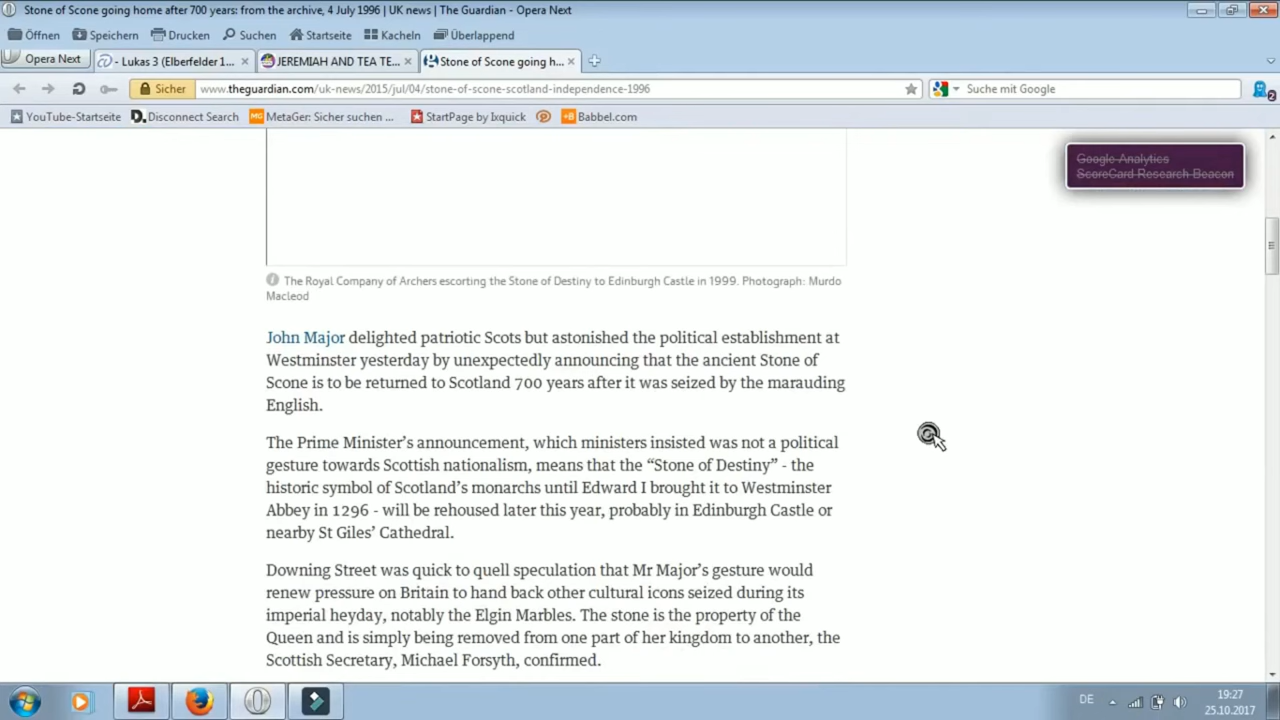 Stone of Scone going home after 700 years: from the archive, 4 July 1996 | UK news | The Guardian - Opera Next
Öffnen Speichern Drucken Suchen Startseite Kacheln Überlappend
Opera Next - Lukas 3 (Elberfelder 1... JEREMIAH AND TEA TE... Stone of Scone going h...
Sicher www.theguardian.com/uk-news/2015/jul/04/stone-of-scone-scotland-independence-1996 Suche mit Google 2
YouTube-Startseite D. Disconnect Search MG MetaGer: Sicher suchen ... StartPage by Ixquick +B Babbel.com
Google Analytics
ScoreCard Research Beacon
The Royal Company of Archers escorting the Stone of Destiny to Edinburgh Castle in 1999. Photograph: Murdo
Macleod
John Major delighted patriotic Scots but astonished the political establishment at
Westminster yesterday by unexpectedly announcing that the ancient Stone of
Scone is to be returned to Scotland 700 years after it was seized by the marauding
English.
The Prime Minister's announcement, which ministers insisted was not a political
gesture towards Scottish nationalism, means that the “Stone of Destiny” - the
historic symbol of Scotland's monarchs until Edward I brought it to Westminster
Abbey in 1296 - will be rehoused later this year, probably in Edinburgh Castle or
nearby St Giles' Cathedral.
Downing Street was quick to quell speculation that Mr Major's gesture would
renew pressure on Britain to hand back other cultural icons seized during its
imperial heyday, notably the Elgin Marbles. The stone is the property of the
Queen and is simply being removed from one part of her kingdom to another, the
Scottish Secretary, Michael Forsyth, confirmed.
DE 19:27
25.10.2017